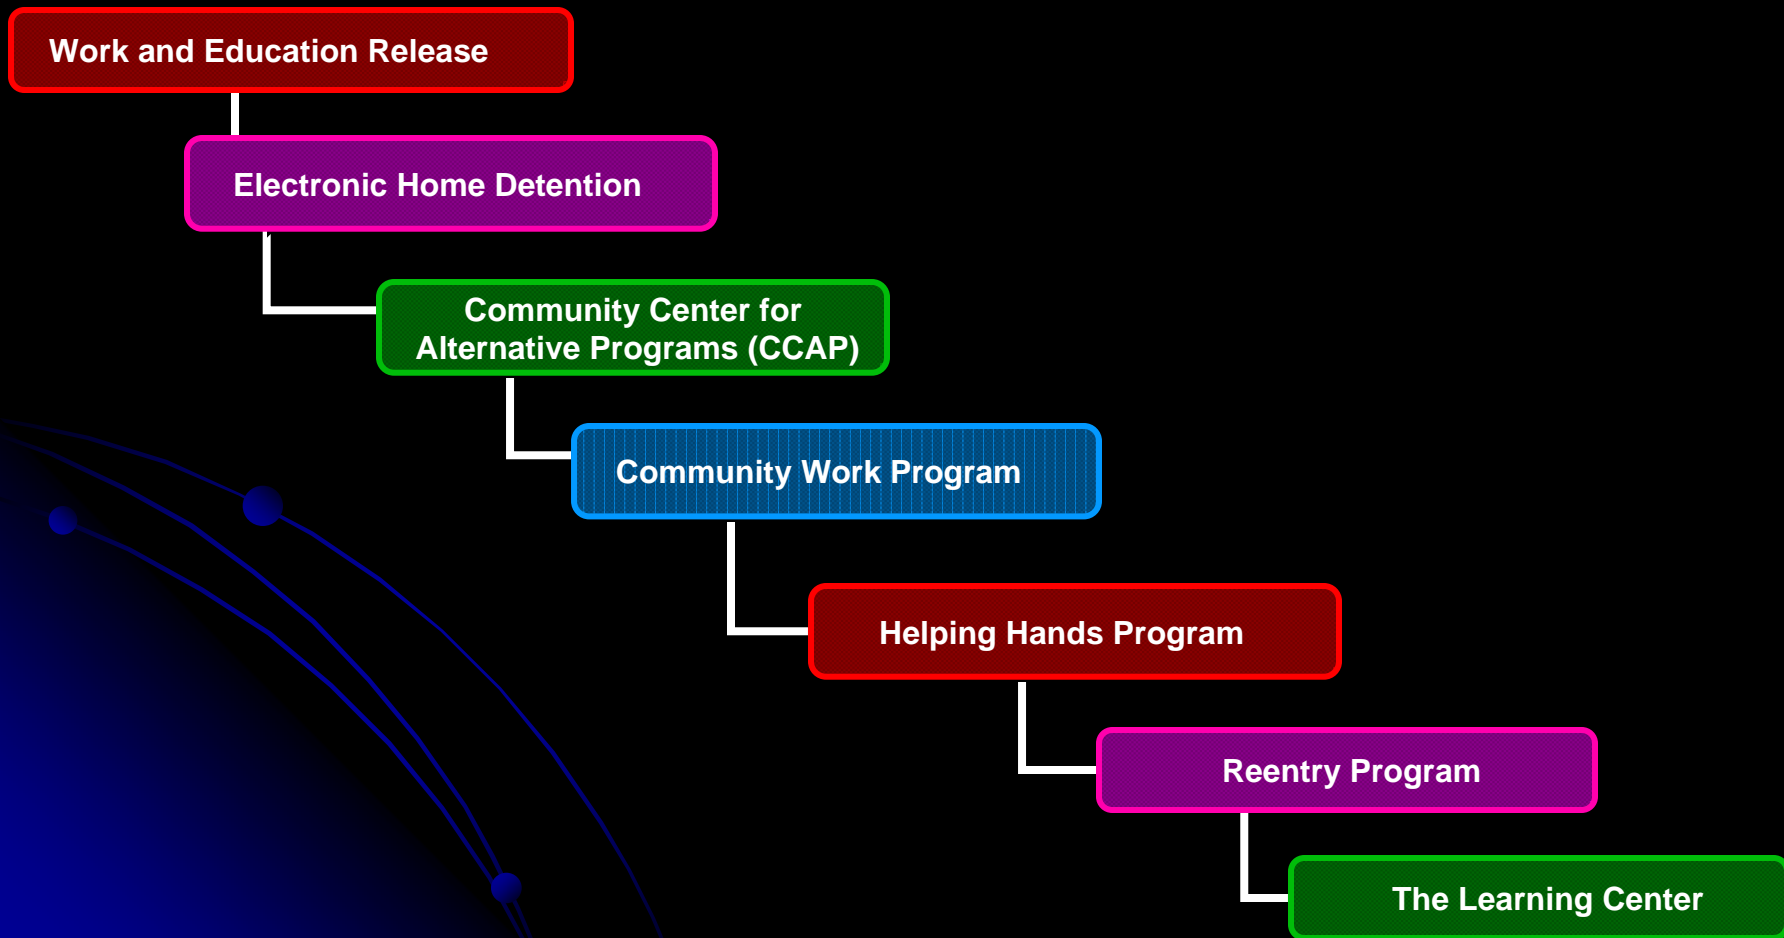 Work and Education Release
Electronic Home Detention
Community Center for
Alternative Programs (CCAP)
Community Work Program
Helping Hands Program
Reentry Program
The Learning Center